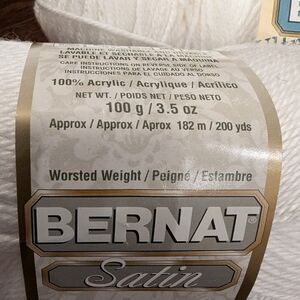 MACHINE WASHABLE AND DRYABLE
LAVABLE ET SÉCHABLE À LA MACHINE
SE PUEDE LAVAR Y SECAR A MÁQUINA
CARE INSTRUCTIONS ON REVERSE SIDE OF LABEL
INSTRUCTIONS DE LAVAGE AU VERSO
INSTRUCCIONES PARA EL CUIDADO AL DORSO
100% Acrylic / Acrylique / Acrílico
NET WT. / POIDS NET / PESO NETO
100 g / 3.5 oz
Approx / Approx / Aprox 182 m / 200 yds
Worsted Weight / Peigné / Estambre
BERNAT
Satin